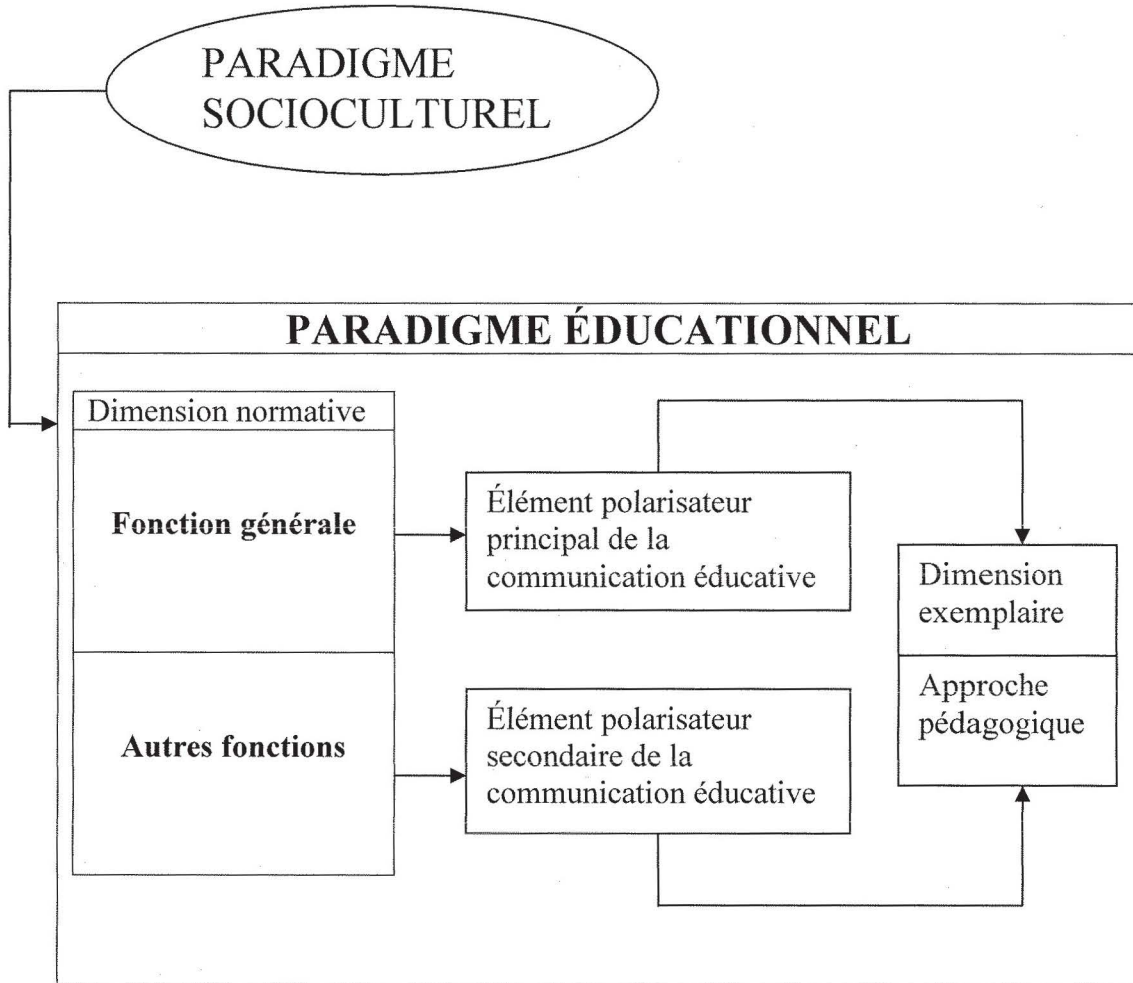 PARADIGME
SOCIOCULTUREL
PARADIGME ÉDUCATIONNEL
Dimension normative
Fonction générale
Élément polarisateur
principal de la
communication éducative
Dimension
exemplaire
Autres fonctions
Élément polarisateur
secondaire de la
communication éducative
Approche
pédagogique